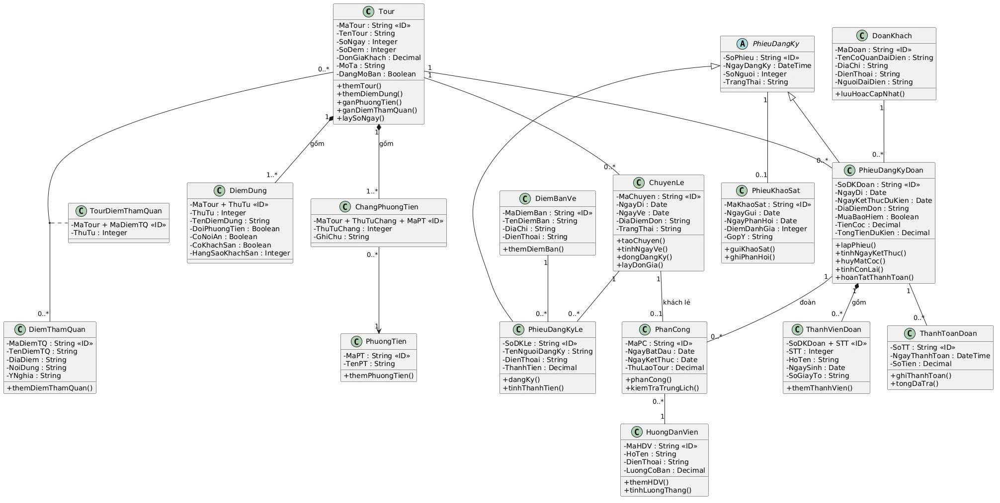 C Tour
-MaTour : String «ID»
-TenTour : String
-SoNgay : Integer
-SoDem : Integer
-DonGiaKhach : Decimal
-MoTa : String
-DangMoBan : Boolean
+themTour()
+themDiemDung()
+ganPhuongTien()
+ganDiemThamQuan()
+laySoNgay()
A PhieuDangKy
-SoPhieu : String «ID»
-NgayDangKy : DateTime
-SoNguoi : Integer
-TrangThai : String
C DoanKhach
-MaDoan : String «ID»
-TenCoQuanDaiDien : String
-DiaChi : String
-DienThoai : String
-NguoiDaiDien : String
+luuHoacCapNhat()
0..*
1
1
1
1
1
1
gồm
gồm
1..*
1..*
0..*
0..1
0..*
0..*
C TourDiemThamQuan
-MaTour + MaDiemTQ «ID»
-ThuTu : Integer
C DiemDung
-MaTour + ThuTu «ID»
-ThuTu : Integer
-TenDiemDung : String
-DoiPhuongTien : Boolean
-CoNoiAn : Boolean
-CoKhachSan : Boolean
-HangSaoKhachSan : Integer
C ChangPhuongTien
-MaTour + ThuTuChang + MaPT «ID»
-ThuTuChang : Integer
-GhiChu : String
C DiemBanVe
-MaDiemBan : String «ID»
-TenDiemBan : String
-DiaChi : String
-DienThoai : String
+themDiemBan()
C ChuyenLe
-MaChuyen : String «ID»
-NgayDi : Date
-NgayVe : Date
-DiaDiemDon : String
-TrangThai : String
+taoChuyen()
+tinhNgayVe()
+dongDangKy()
+layDonGia()
C PhieuKhaoSat
-MaKhaoSat : String «ID»
-NgayGui : Date
-NgayPhanHoi : Date
-DiemDanhGia : Integer
-GopY : String
+guiKhaoSat()
+ghiPhanHoi()
C PhieuDangKyDoan
-SoDKDoan : String «ID»
-NgayDi : Date
-NgayKetThucDuKien : Date
-DiaDiemDon : String
-MuaBaoHiem : Boolean
-TienCoc : Decimal
-TongTienDuKien : Decimal
+lapPhieu()
+tinhNgayKetThuc()
+huyMatCoc()
+tinhConLai()
+hoanTatThanhToan()
0..*
1
1
1
1
1
1
khách lẻ
đoàn
gồm
0..*
0..*
0..*
0..1
0..*
0..*
0..*
1
C DiemThamQuan
-MaDiemTQ : String «ID»
-TenDiemTQ : String
-DiaDiem : String
-NoiDung : String
-YNghia : String
+themDiemThamQuan()
C PhuongTien
-MaPT : String «ID»
-TenPT : String
+themPhuongTien()
C PhieuDangKyLe
-SoDKLe : String «ID»
-TenNguoiDangKy : String
-DienThoai : String
-ThanhTien : Decimal
+dangKy()
+tinhThanhTien()
C PhanCong
-MaPC : String «ID»
-NgayBatDau : Date
-NgayKetThuc : Date
-ThuLaoTour : Decimal
+phanCong()
+kiemTraTrungLich()
C ThanhVienDoan
-SoDKDoan + STT «ID»
-STT : Integer
-HoTen : String
-NgaySinh : Date
-SoGiayTo : String
+themThanhVien()
C ThanhToanDoan
-SoTT : String «ID»
-NgayThanhToan : DateTime
-SoTien : Decimal
+ghiThanhToan()
+tongDaTra()
0..*
1
C HuongDanVien
-MaHDV : String «ID»
-HoTen : String
-DienThoai : String
-LuongCoBan : Decimal
+themHDV()
+tinhLuongThang()